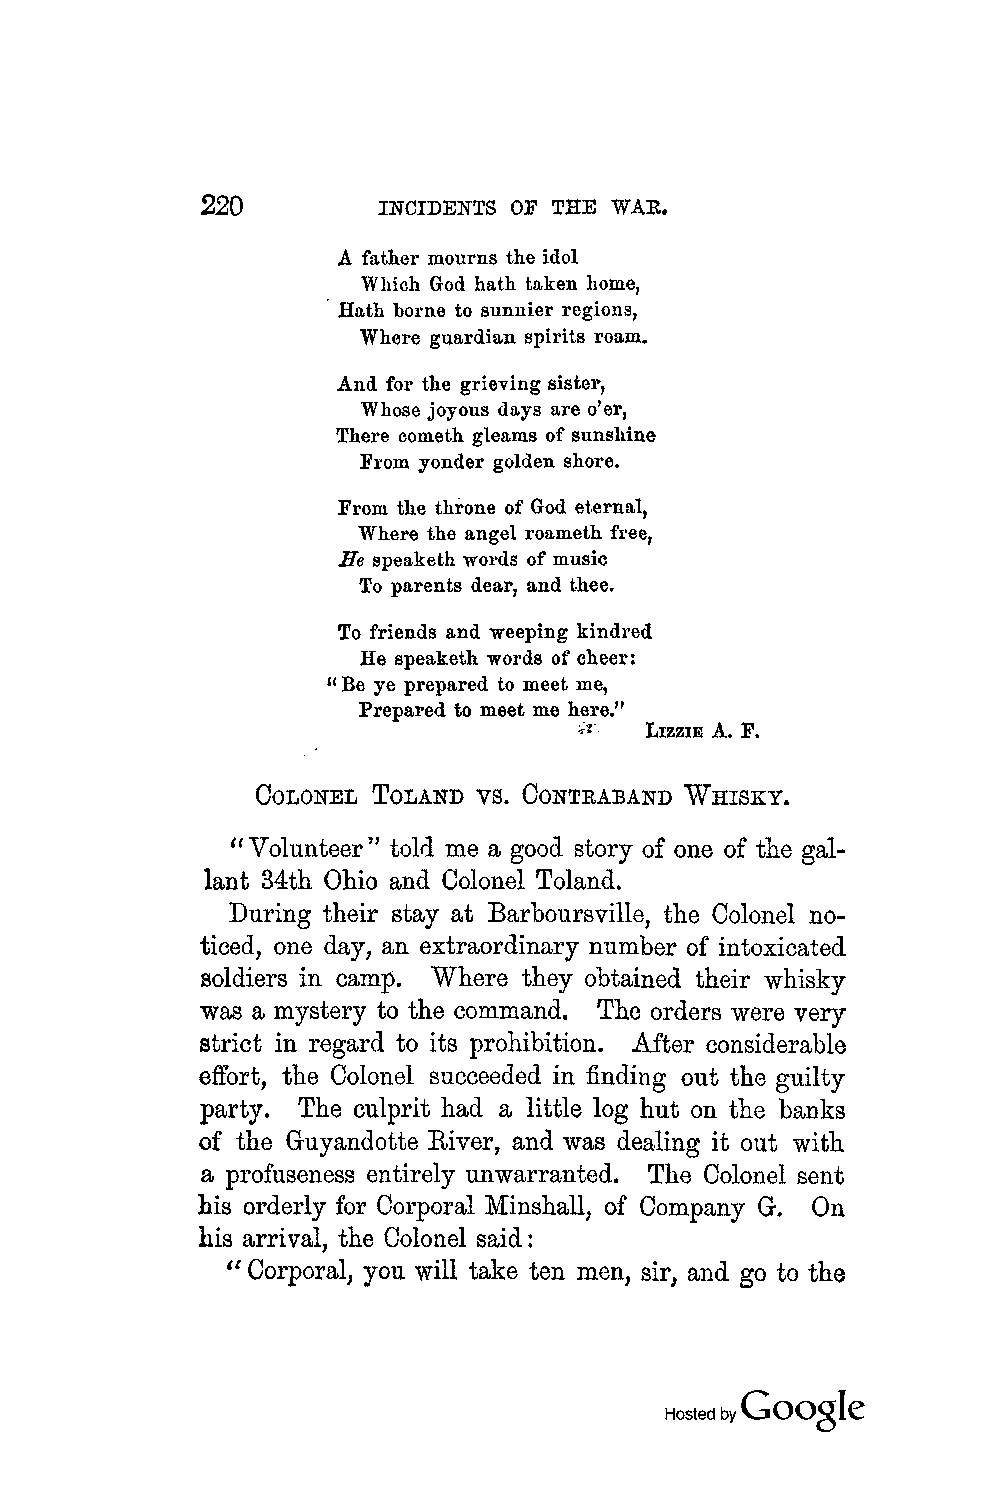 220 INCIDENTS OF THE WAR.
A father mourns the idol
Which God hath taken home,
Hath borne to sunnier regions,
Where guardian spirits roam.
And for the grieving sister,
Whose joyous days are o'er,
There cometh gleams of sunshine
From yonder golden shore.
From the throne of God eternal,
Where the angel roameth free,
He speaketh words of music
To parents dear, and thee.
To friends and weeping kindred
He speaketh words of cheer:
"Be ye prepared to meet me,
Prepared to meet me here."
LIZZIE A. F.
COLONEL TOLAND VS. CONTRABAND WHISKY.
"Volunteer" told me a good story of one of the gal-
lant 34th Ohio and Colonel Toland.
During their stay at Barboursville, the Colonel no-
ticed, one day, an extraordinary number of intoxicated
soldiers in camp. Where they obtained their whisky
was a mystery to the command. The orders were very
strict in regard to its prohibition. After considerable
effort, the Colonel succeeded in finding out the guilty
party. The culprit had a little log hut on the banks
of the Guyandotte River, and was dealing it out with
a profuseness entirely unwarranted. The Colonel sent
his orderly for Corporal Minshall, of Company G. On
his arrival, the Colonel said:
"Corporal, you will take ten men, sir, and go to the
Hosted by Google